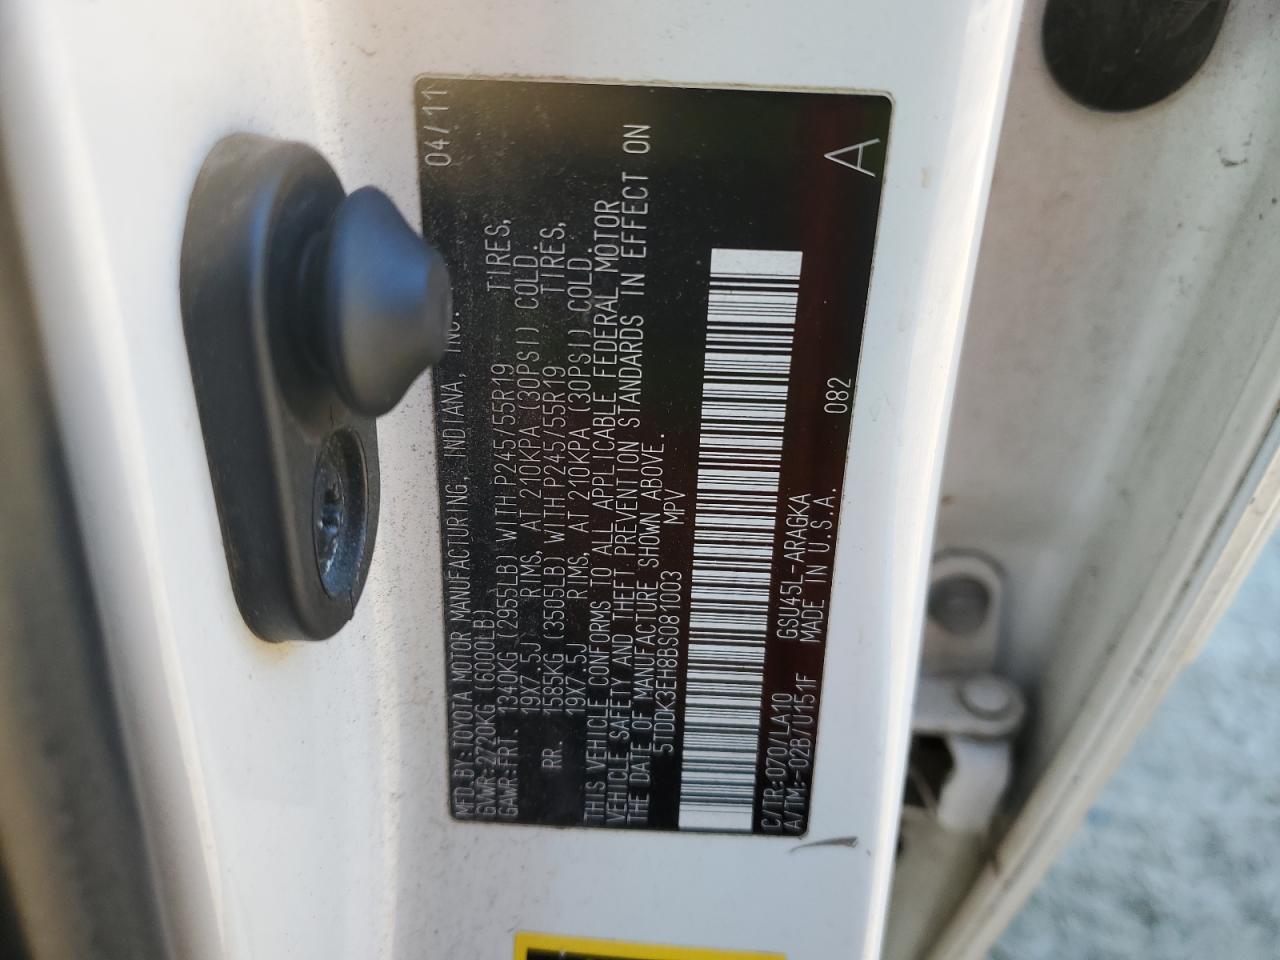 MFD.BY:TOYOTA MOTOR MANUFACTURING, INDIANA, INC. 04/11
GVWR:2720KG (6000LB)
GAWR:FRT. 1340KG (2955LB) WITH P245/55R19 TIRES,
19X7.5J RIMS, AT 210KPA (30PSI) COLD.
RR. 1585KG (3505LB) WITH P245/55R19 TIRES,
19X7.5J RIMS, AT 210KPA (30PSI) COLD.
THIS VEHICLE CONFORMS TO ALL APPLICABLE FEDERAL MOTOR
VEHICLE SAFETY AND THEFT PREVENTION STANDARDS IN EFFECT ON
THE DATE OF MANUFACTURE SHOWN ABOVE.
5TDDK3EH8BS081003 MPV
C/TR:070/LA10 GSU45L-ARAGKA 082 A
A/TM:-02B/U151F MADE IN U.S.A.